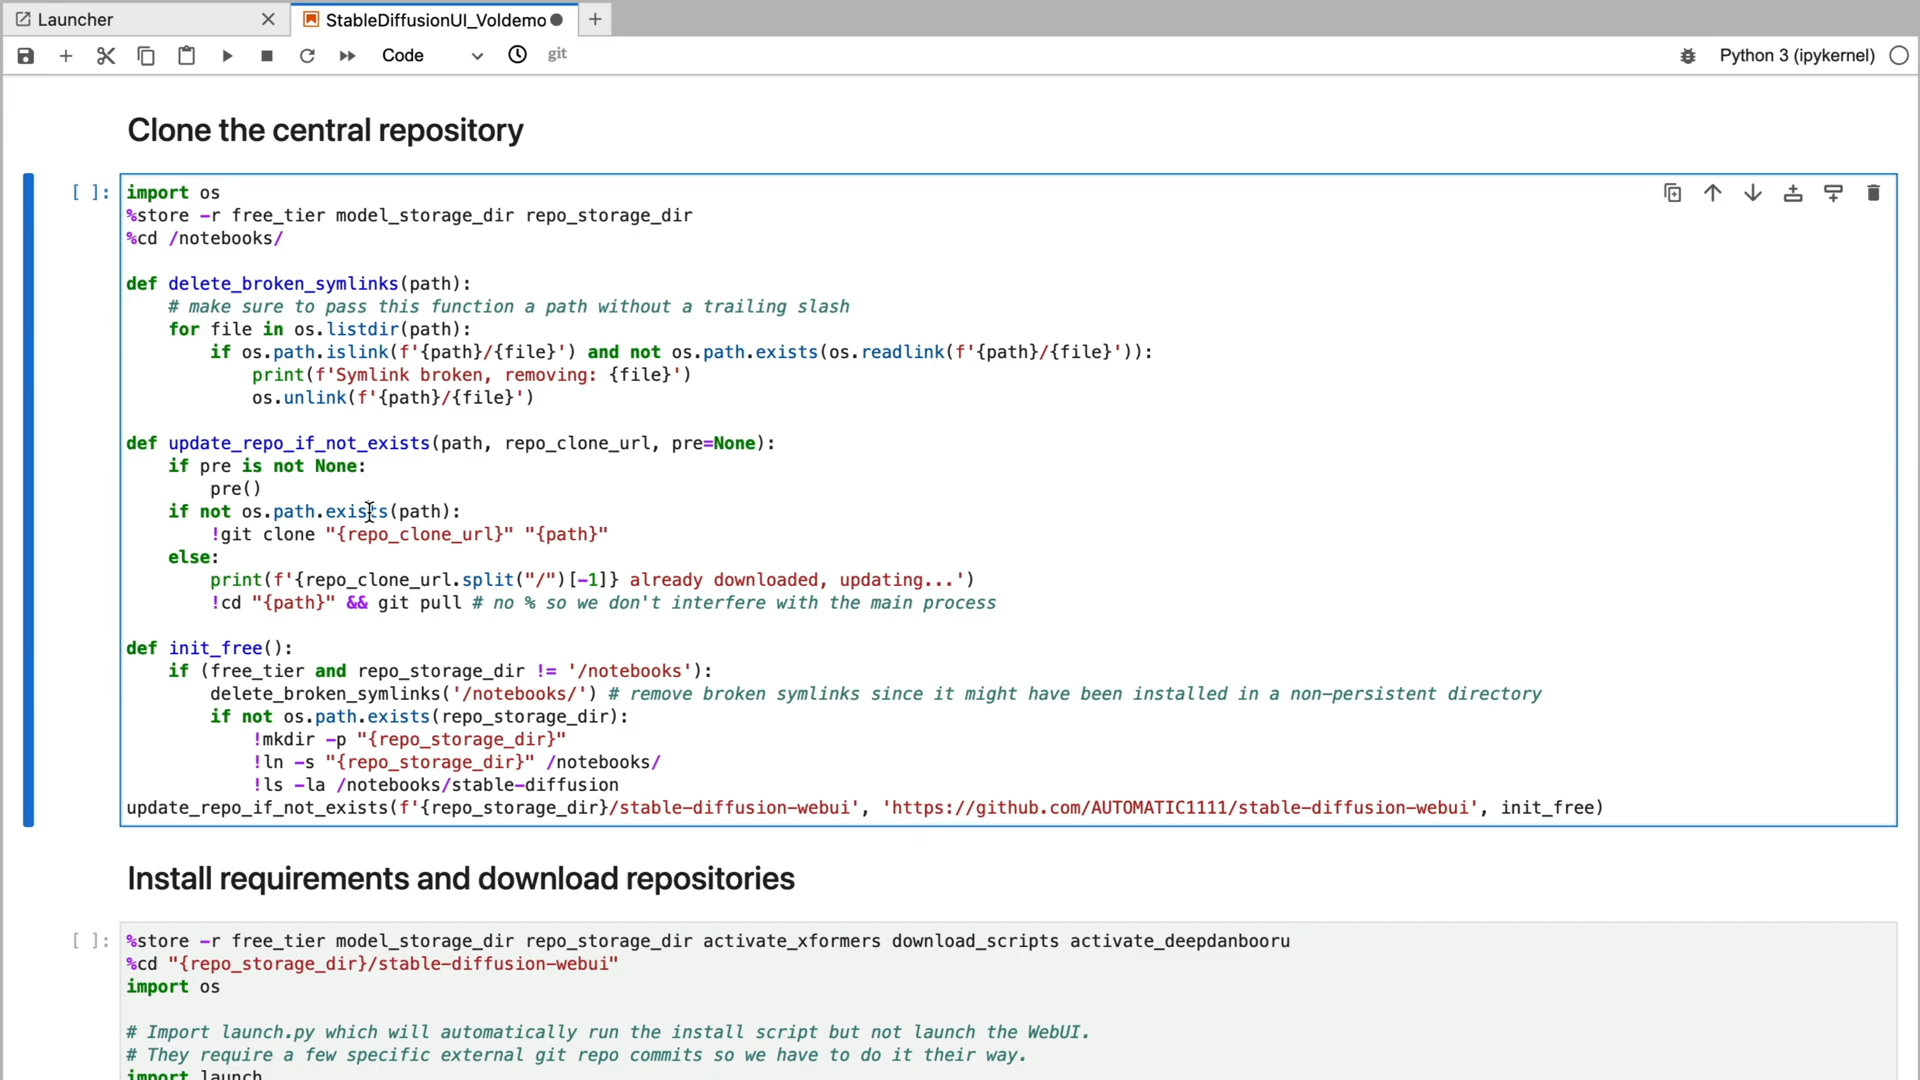 Launcher
StableDiffusionUI_Voldemo
Code
git
Python 3 (ipykernel)
Clone the central repository
[ ]:
import os
%store -r free_tier model_storage_dir repo_storage_dir
%cd /notebooks/
def delete_broken_symlinks(path):
    # make sure to pass this function a path without a trailing slash
    for file in os.listdir(path):
        if os.path.islink(f'{path}/{file}') and not os.path.exists(os.readlink(f'{path}/{file}')):
            print(f'Symlink broken, removing: {file}')
            os.unlink(f'{path}/{file}')
def update_repo_if_not_exists(path, repo_clone_url, pre=None):
    if pre is not None:
        pre()
    if not os.path.exists(path):
        !git clone "{repo_clone_url}" "{path}"
    else:
        print(f'{repo_clone_url.split("/")[-1]} already downloaded, updating...')
        !cd "{path}" && git pull # no % so we don't interfere with the main process
def init_free():
    if (free_tier and repo_storage_dir != '/notebooks'):
        delete_broken_symlinks('/notebooks/') # remove broken symlinks since it might have been installed in a non-persistent directory
        if not os.path.exists(repo_storage_dir):
            !mkdir -p "{repo_storage_dir}"
            !ln -s "{repo_storage_dir}" /notebooks/
            !ls -la /notebooks/stable-diffusion
update_repo_if_not_exists(f'{repo_storage_dir}/stable-diffusion-webui', 'https://github.com/AUTOMATIC1111/stable-diffusion-webui', init_free)
Install requirements and download repositories
[ ]:
%store -r free_tier model_storage_dir repo_storage_dir activate_xformers download_scripts activate_deepdanbooru
%cd "{repo_storage_dir}/stable-diffusion-webui"
import os
# Import launch.py which will automatically run the install script but not launch the WebUI.
# They require a few specific external git repo commits so we have to do it their way.
import launch